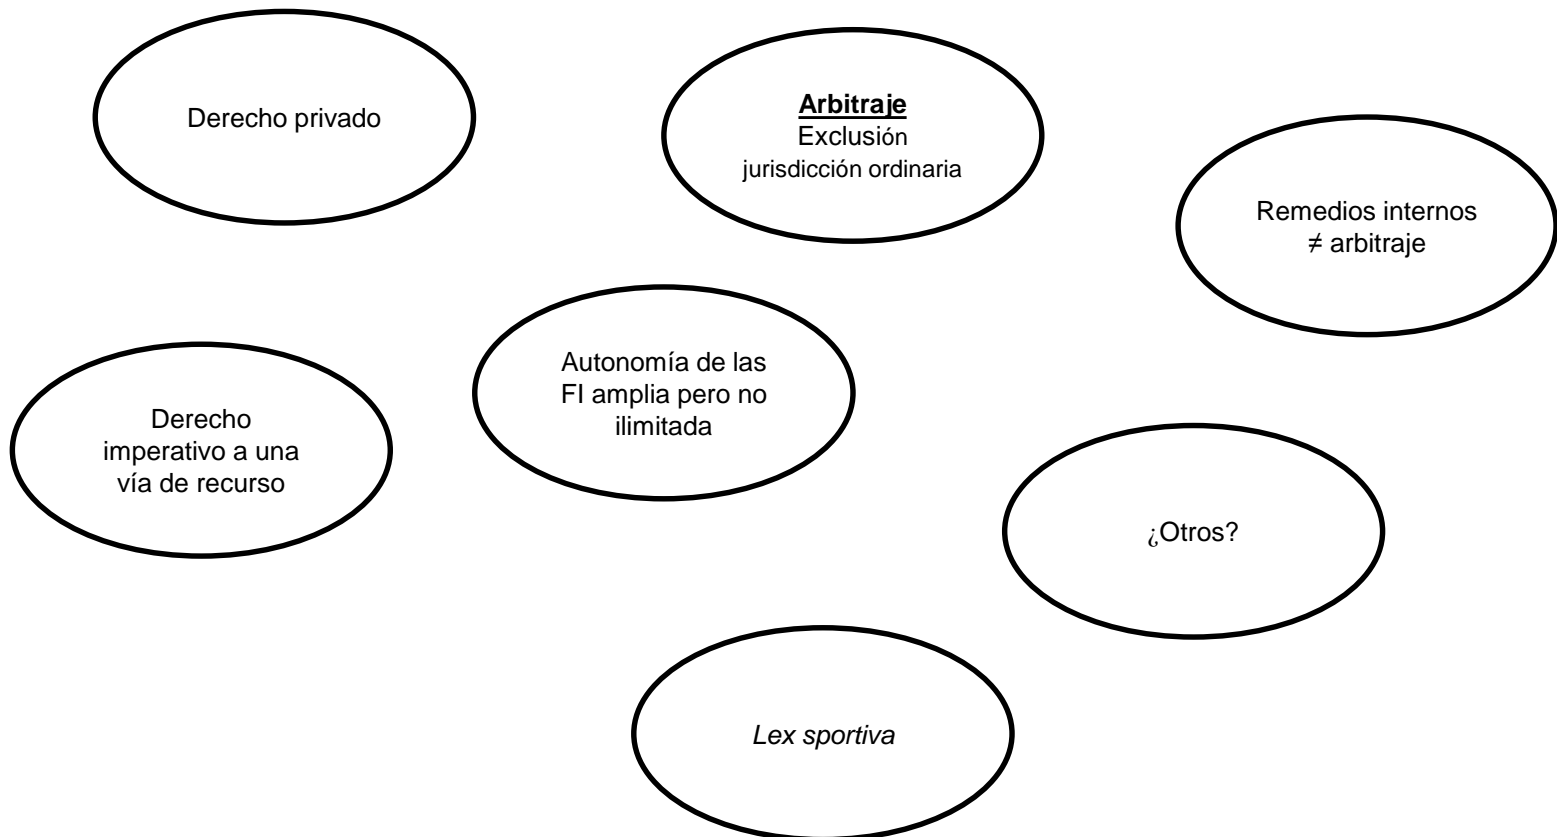 Derecho privado
Arbitraje
Exclusión
jurisdicción ordinaria
Remedios internos
≠ arbitraje
Autonomía de las
FI amplia pero no
ilimitada
Derecho
imperativo a una
vía de recurso
¿Otros?
Lex sportiva